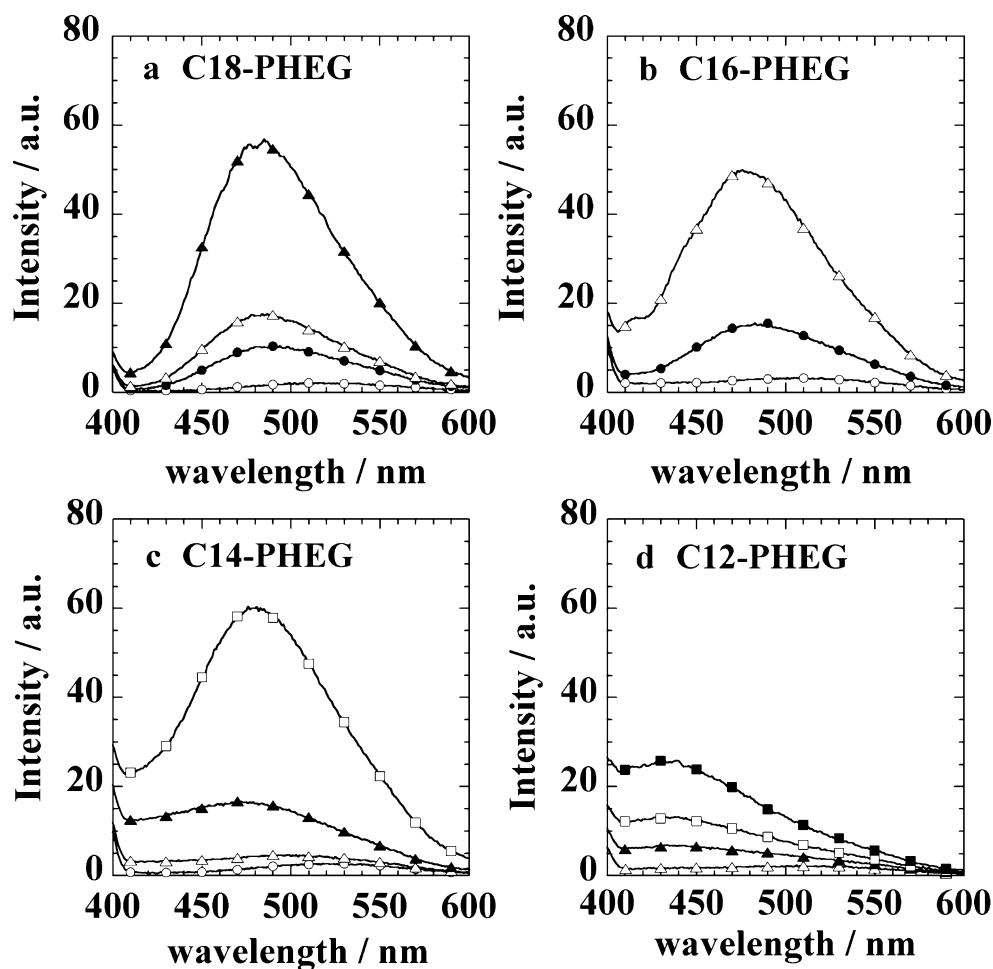 80
a C18-PHEG
60
40
20
0
Intensity / a.u.
400 450 500 550 600
wavelength / nm
80
b C16-PHEG
60
40
20
0
Intensity / a.u.
400 450 500 550 600
wavelength / nm
80
c C14-PHEG
60
40
20
0
Intensity / a.u.
400 450 500 550 600
wavelength / nm
80
d C12-PHEG
60
40
20
0
Intensity / a.u.
400 450 500 550 600
wavelength / nm